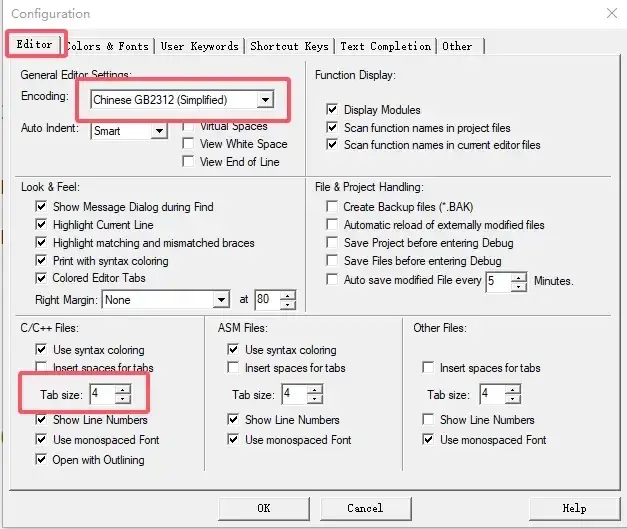 Configuration
Editor
Colors & Fonts
User Keywords
Shortcut Keys
Text Completion
Other
General Editor Settings:
Encoding:
Chinese GB2312 (Simplified)
Auto Indent:
Smart
Virtual Spaces
View White Space
View End of Line
Function Display:
Display Modules
Scan function names in project files
Scan function names in current editor files
Look & Feel:
Show Message Dialog during Find
Highlight Current Line
Highlight matching and mismatched braces
Print with syntax coloring
Colored Editor Tabs
Right Margin: None at 80
File & Project Handling:
Create Backup files (*.BAK)
Automatic reload of externally modified files
Save Project before entering Debug
Save Files before entering Debug
Auto save modified File every 5 Minutes.
C/C++ Files:
Use syntax coloring
Insert spaces for tabs
Tab size: 4
Show Line Numbers
Use monospaced Font
Open with Outlining
ASM Files:
Use syntax coloring
Insert spaces for tabs
Tab size: 4
Show Line Numbers
Use monospaced Font
Other Files:
Insert spaces for tabs
Tab size: 4
Show Line Numbers
Use monospaced Font
OK
Cancel
Help